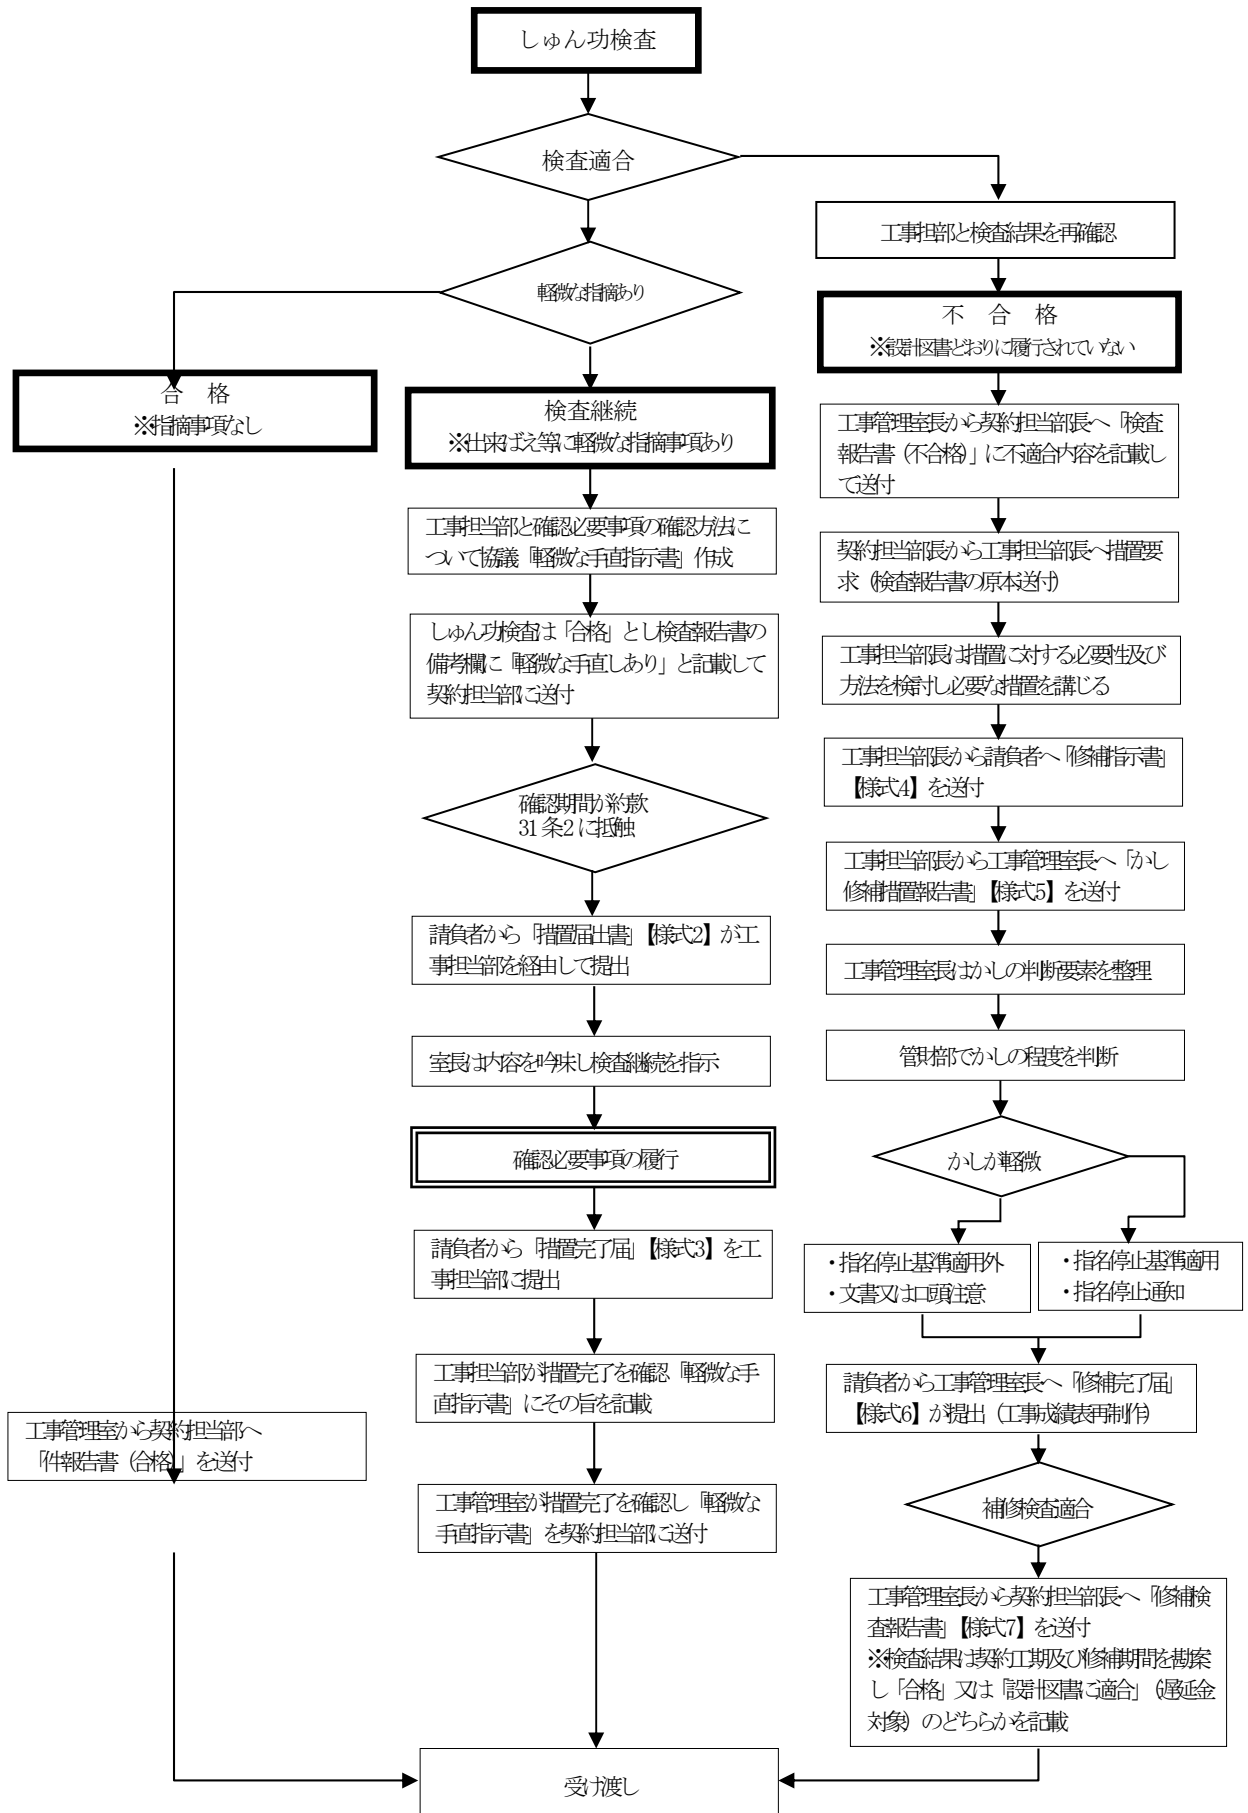 しゅん功検査
検査適合
工事担部と検査結果を再確認
軽微な指摘あり
不　合　格
※設計図書どおりに履行されていない
合　格
※指摘事項なし
検査継続
※出来ばえ等に軽微な指摘事項あり
工事管理室長から契約担当部長へ「検査
報告書（不合格）」に不適合内容を記載し
て送付
工事担当部と確認必要事項の確認方法に
ついて協議「軽微な手直指示書」作成
契約担当部長から工事担当部長へ措置要
求（検査報告書の原本送付）
しゅん功検査は「合格」とし検査報告書の
備考欄に「軽微な手直しあり」と記載して
契約担当部に送付
工事担当部長は措置に対する必要性及び
方法を検討し必要な措置を講じる
工事担当部長から請負者へ「修補指示書」
【様式4】を送付
確認期間が約款
31条2に抵触
工事担当部長から工事管理室長へ「かし
修補措置報告書」【様式5】を送付
請負者から「措置届出書」【様式2】が工
事担当部を経由して提出
工事管理室長はかしの判断要素を整理
室長は内容を吟味し検査継続を指示
管財部でかしの程度を判断
確認必要事項の履行
かしが軽微
請負者から「措置完了届」【様式3】を工
事担当部に提出
・指名停止基準適用外
・文書又は口頭注意
・指名停止基準適用
・指名停止通知
工事担当部が措置完了を確認「軽微な手
直指示書」にその旨を記載
請負者から工事管理室長へ「修補完了届」
【様式6】が提出（工事成績表再制作）
工事管理室から契約担当部へ
「件報告書（合格）」を送付
工事管理室が措置完了を確認し「軽微な
手直指示書」を契約担当部に送付
補修検査適合
工事管理室長から契約担当部長へ「修補検
査報告書」【様式7】を送付
※検査結果は契約工期及び修補期間を勘案
し「合格」又は「設計図書に適合」（遅延金
対象）のどちらかを記載
受け渡し